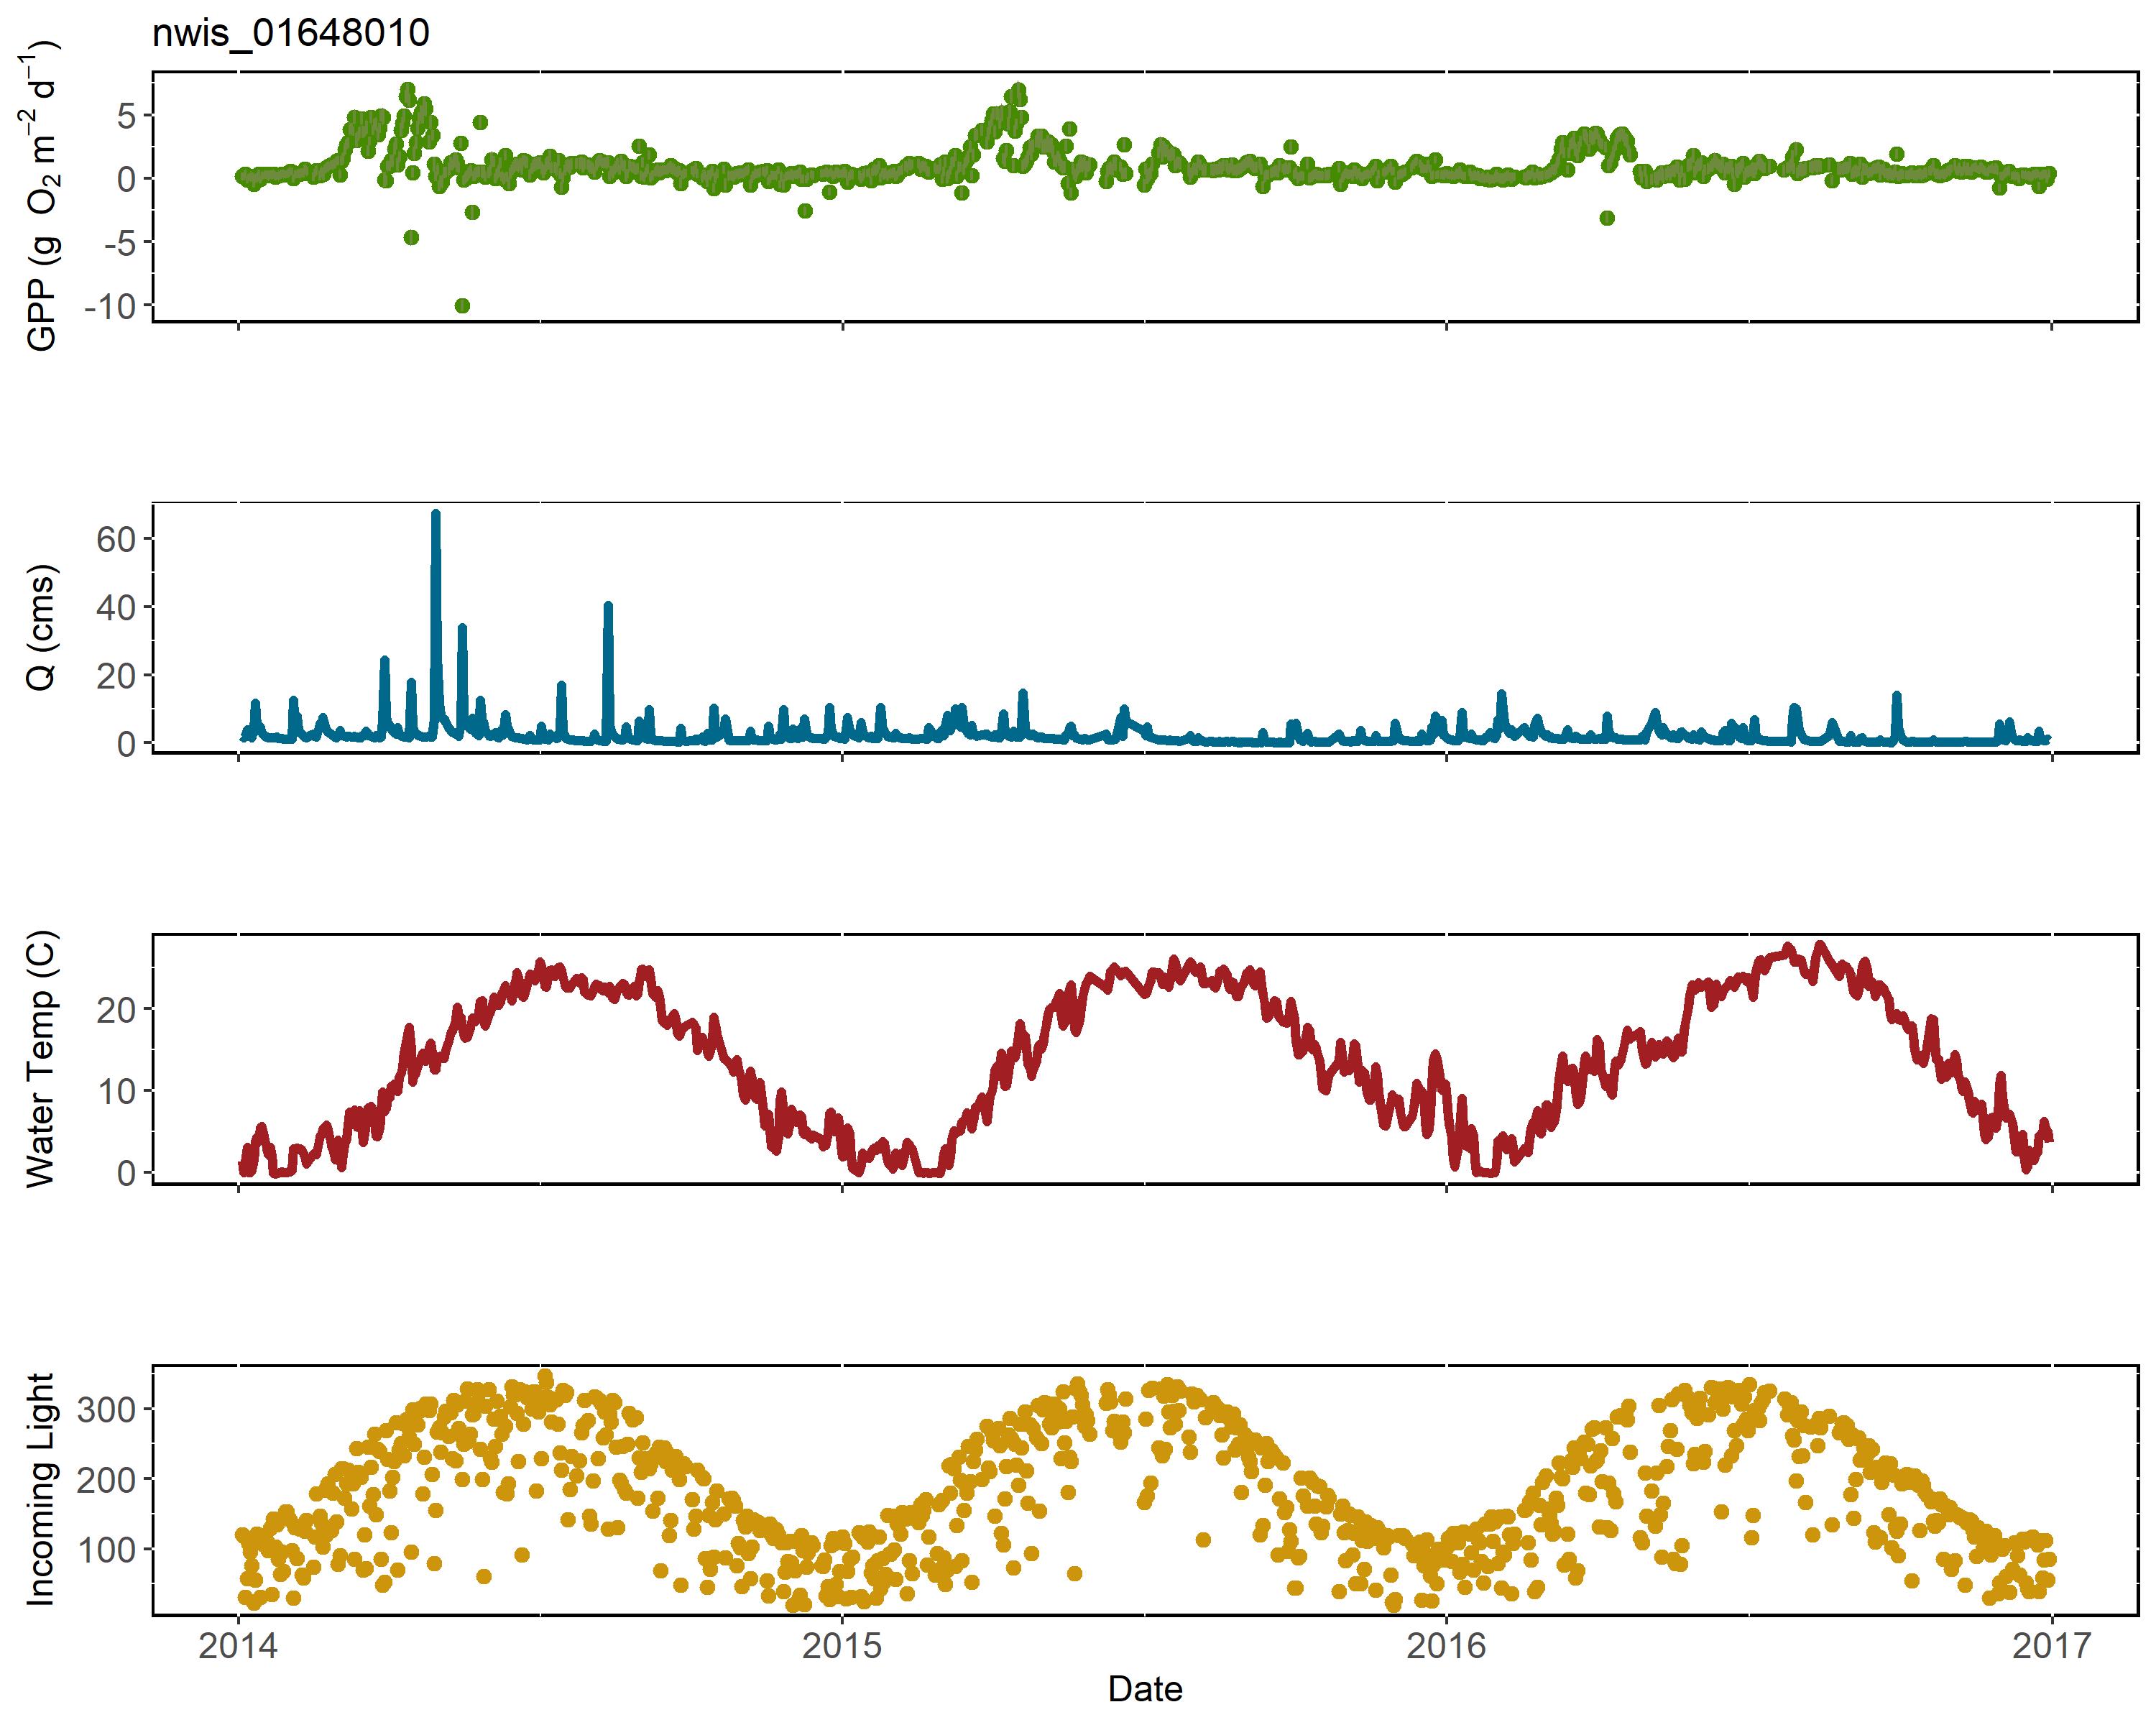 nwis_01648010
GPP (g O₂ m⁻² d⁻¹)
5
0
-5
-10
Q (cms)
60
40
20
0
Water Temp (C)
20
10
0
Incoming Light
300
200
100
2014 2015 2016 2017
Date